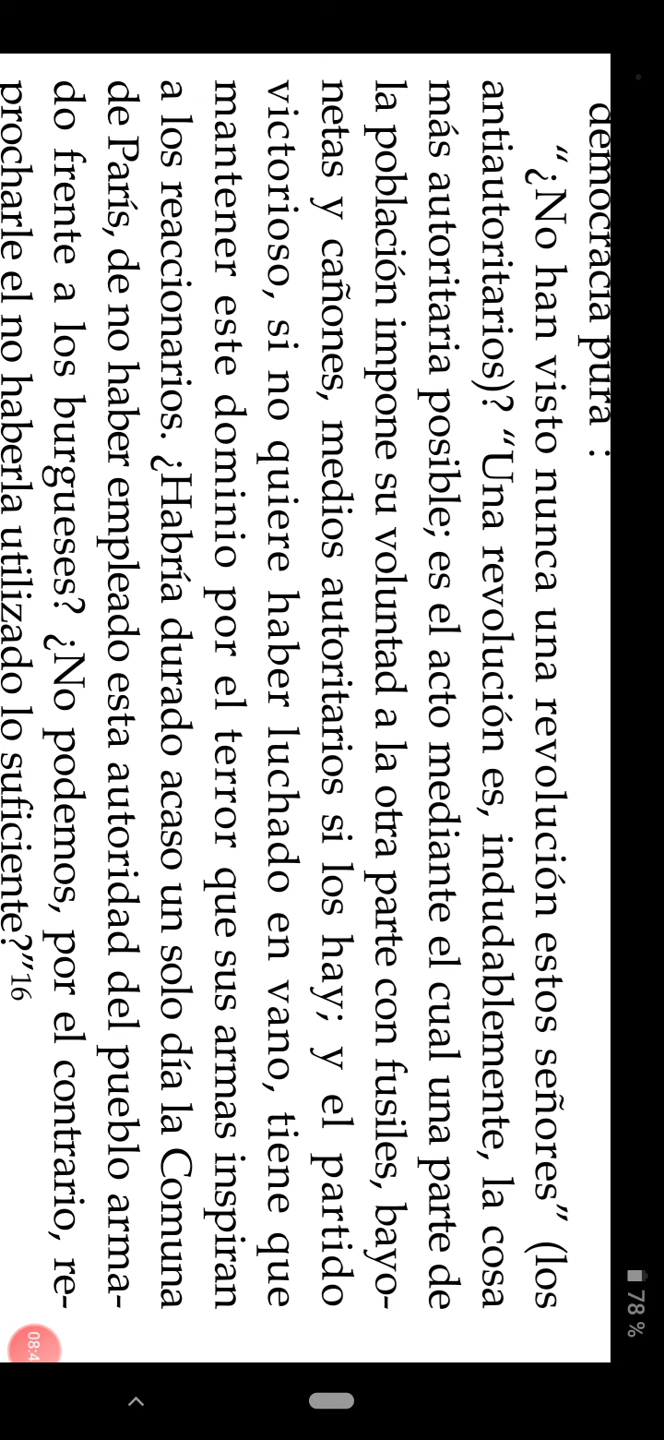 democracia pura :
“¿No han visto nunca una revolución estos señores” (los
antiautoritarios)? “Una revolución es, indudablemente, la cosa
más autoritaria posible; es el acto mediante el cual una parte de
la población impone su voluntad a la otra parte con fusiles, bayo-
netas y cañones, medios autoritarios si los hay; y el partido
victorioso, si no quiere haber luchado en vano, tiene que
mantener este dominio por el terror que sus armas inspiran
a los reaccionarios. ¿Habría durado acaso un solo día la Comuna
de París, de no haber empleado esta autoridad del pueblo arma-
do frente a los burgueses? ¿No podemos, por el contrario, re-
procharle el no haberla utilizado lo suficiente?”16
78 %
08:4